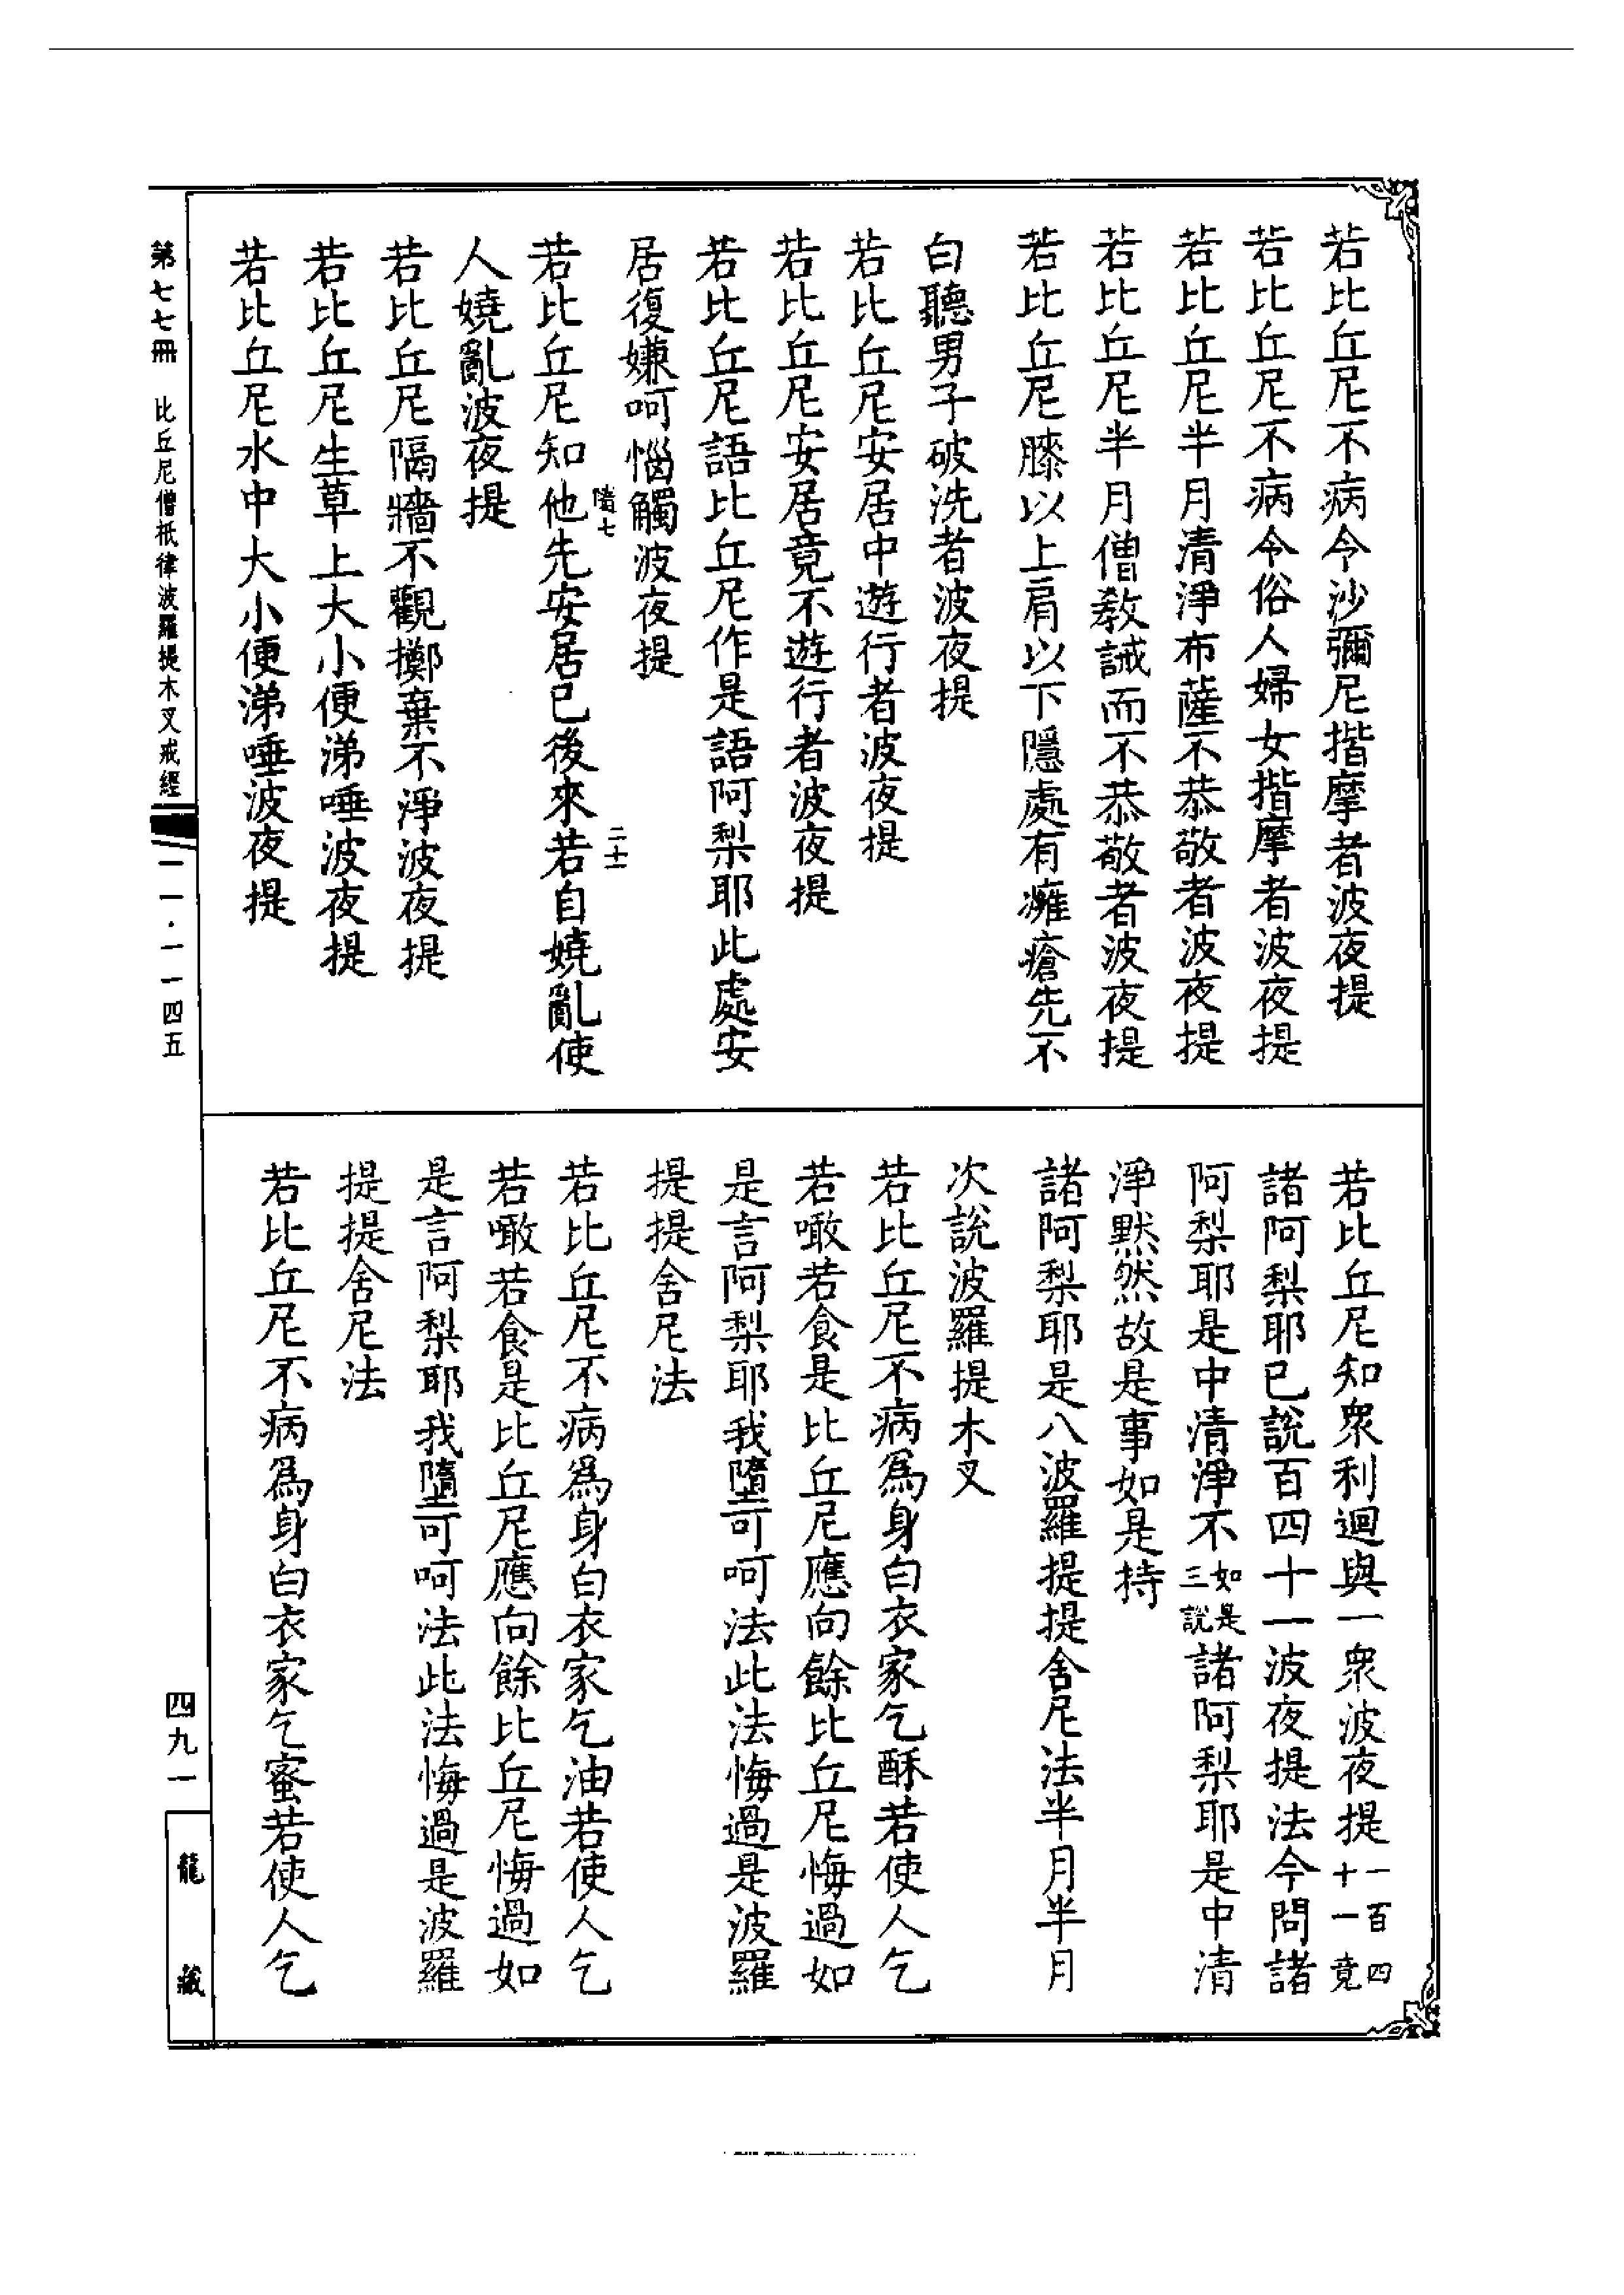 若比丘尼不病令沙彌尼揩摩者波夜提
若比丘尼不病令俗人婦女揩摩者波夜提
若比丘尼半月清淨布薩不恭敬者波夜提
若比丘尼半月僧教誡而不恭敬者波夜提
若比丘尼膝以上肩以下隱處有癰瘡先不
白聽男子破洗者波夜提
若比丘尼安居中遊行者波夜提
若比丘尼安居竟不遊行者波夜提
若比丘尼語比丘尼作是語阿梨耶此處安
居復嫌呵惱觸波夜提
隨七
二十
若比丘尼知他先安居已後來若自嬈亂使
人嬈亂波夜提
若比丘尼隔牆不觀擲棄不淨波夜提
若比丘尼生草上大小便涕唾波夜提
若比丘尼水中大小便涕唾波夜提
若比丘尼知衆利迴與一衆波夜提一百四十一竟
諸阿梨耶已說百四十一波夜提法今問諸
阿梨耶是中清淨不如是三說諸阿梨耶是中清
淨默然故是事如是持
諸阿梨耶是八波羅提提舍尼法半月半月
次說波羅提木叉
若比丘尼不病爲身白衣家乞酥若使人乞
若噉若食是比丘尼應向餘比丘尼悔過如
是言阿梨耶我墮可呵法此法悔過是波羅
提提舍尼法
若比丘尼不病爲身白衣家乞油若使人乞
若噉若食是比丘尼應向餘比丘尼悔過如
是言阿梨耶我墮可呵法此法悔過是波羅
提提舍尼法
若比丘尼不病爲身白衣家乞蜜若使人乞
第七七冊 比丘尼僧祇律波羅提木叉戒經 一一·一一四五
四九一
龍藏